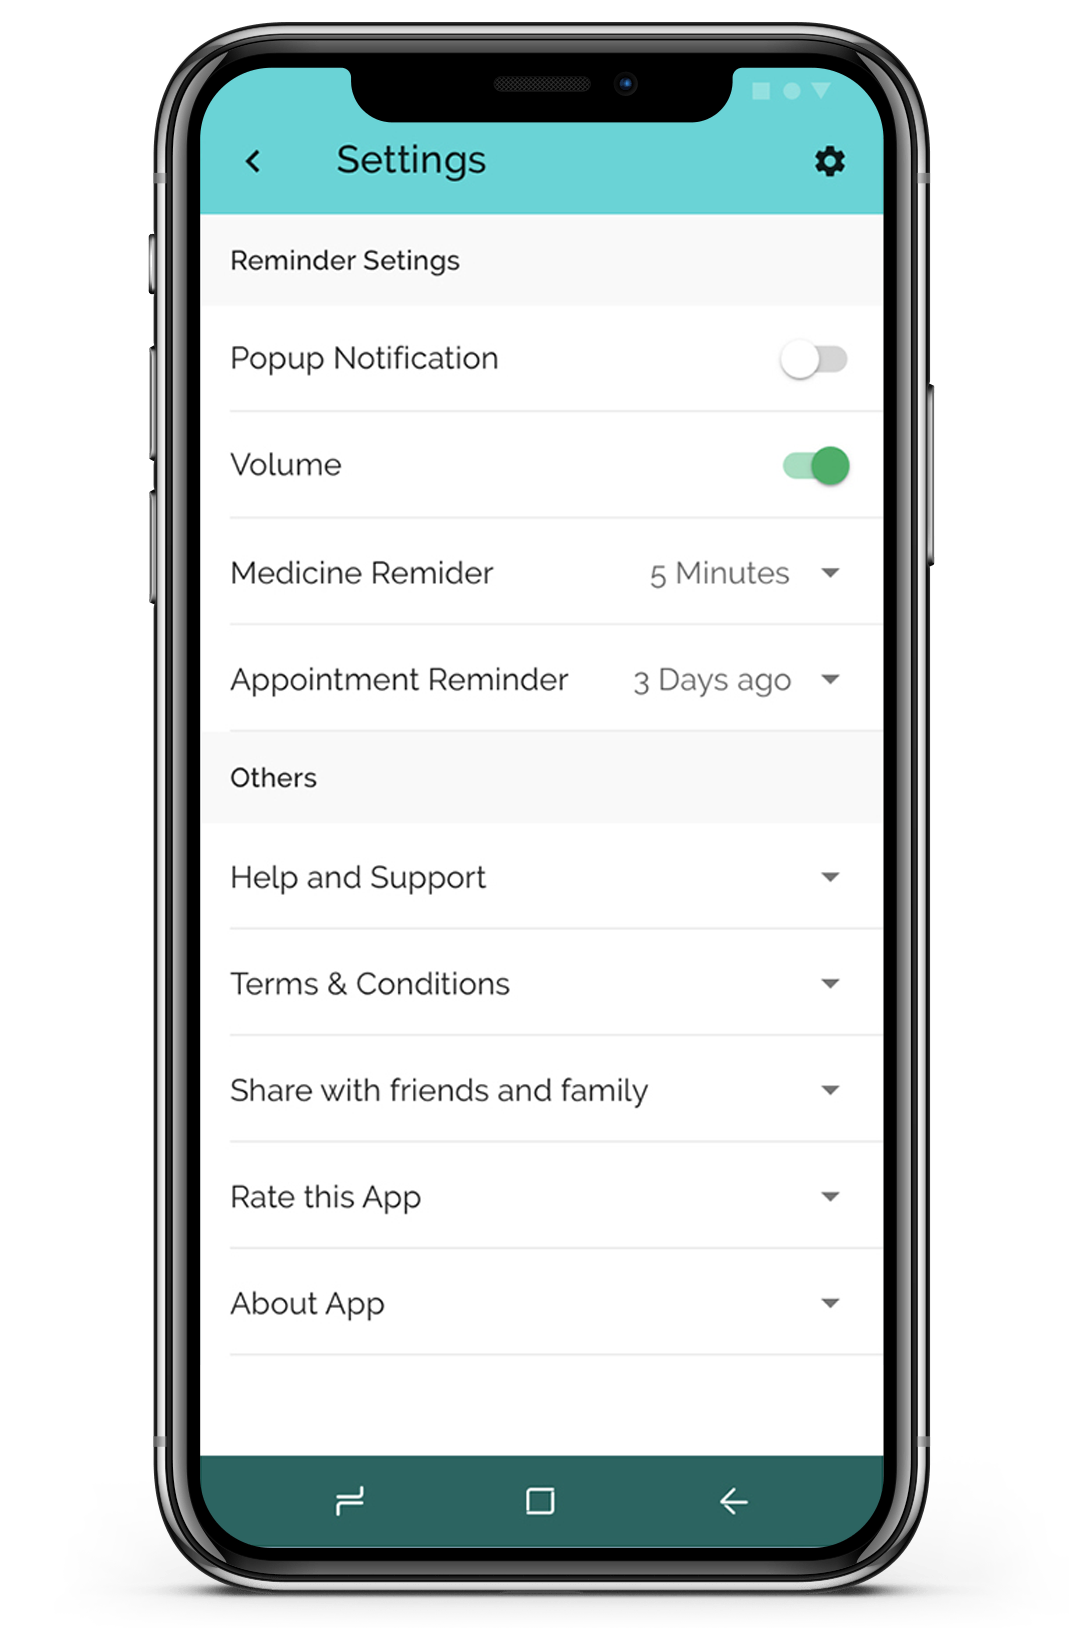 Settings
Reminder Setings
Popup Notification
Volume
Medicine Remider 5 Minutes
Appointment Reminder 3 Days ago
Others
Help and Support
Terms & Conditions
Share with friends and family
Rate this App
About App